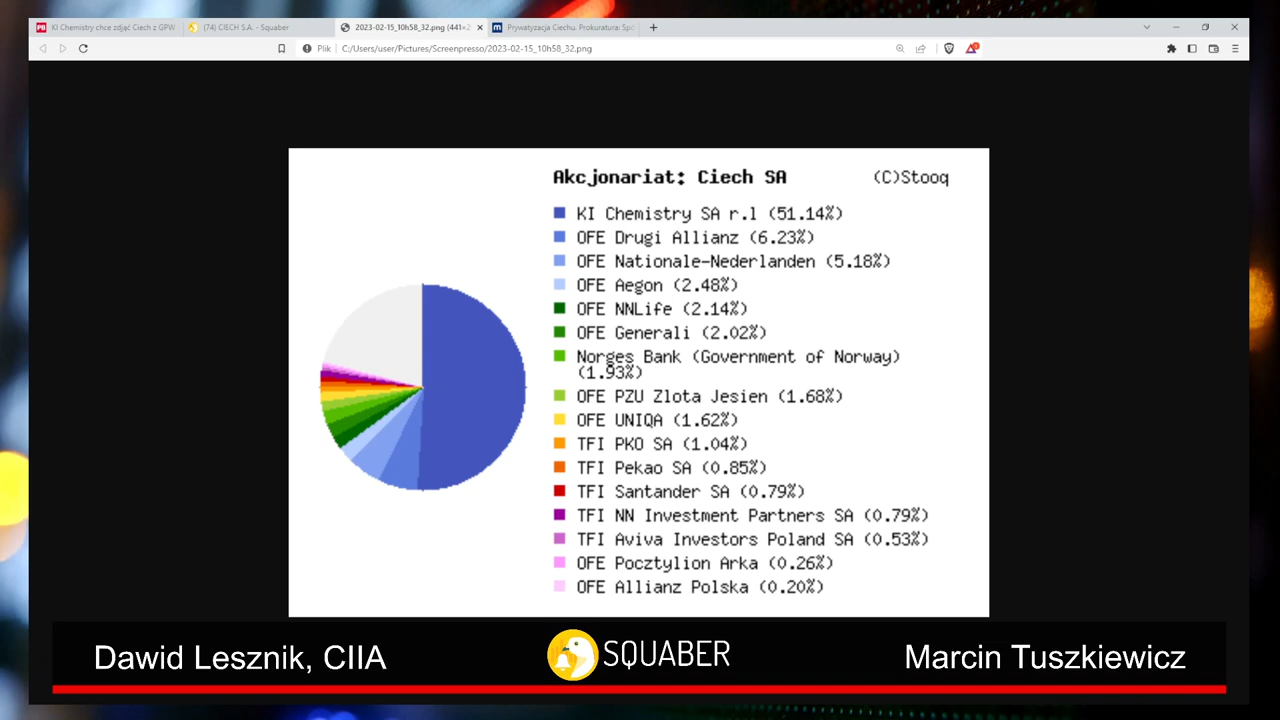 KI Chemistry chce zdjąć Ciech z GPW
(74) CIECH S.A. - Squaber
2023-02-15_10h58_32.png (441×2
Prywatyzacja Ciechu. Prokuratura:
Plik
C:/Users/user/Pictures/Screenpresso/2023-02-15_10h58_32.png
Akcjonariat: Ciech SA
(C)Stooq
KI Chemistry SA r.l (51.14%)
OFE Drugi Allianz (6.23%)
OFE Nationale-Nederlanden (5.18%)
OFE Aegon (2.48%)
OFE NNLife (2.14%)
OFE Generali (2.02%)
Norges Bank (Government of Norway)
(1.93%)
OFE PZU Zlota Jesien (1.68%)
OFE UNIQA (1.62%)
TFI PKO SA (1.04%)
TFI Pekao SA (0.85%)
TFI Santander SA (0.79%)
TFI NN Investment Partners SA (0.79%)
TFI Aviva Investors Poland SA (0.53%)
OFE Pocztylion Arka (0.26%)
OFE Allianz Polska (0.20%)
Dawid Lesznik, CIIA
SQUABER
Marcin Tuszkiewicz